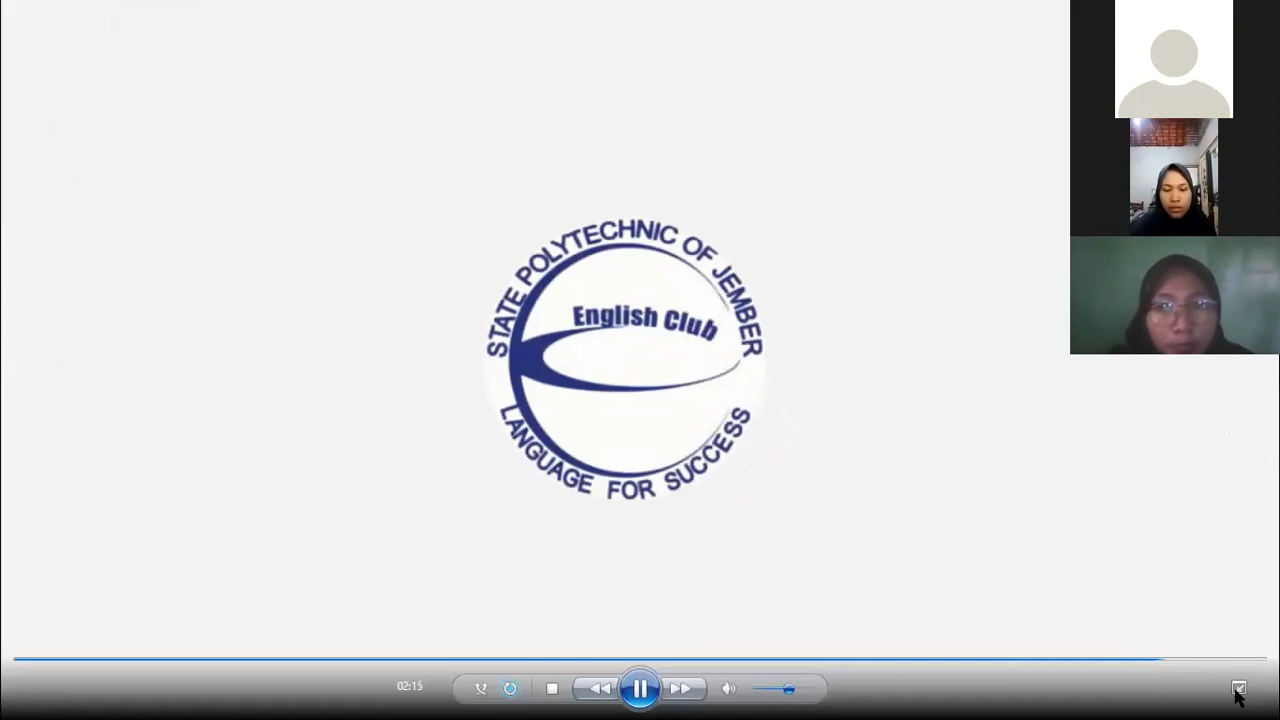 STATE POLYTECHNIC OF JEMBER
English Club
LANGUAGE FOR SUCCESS
02:15